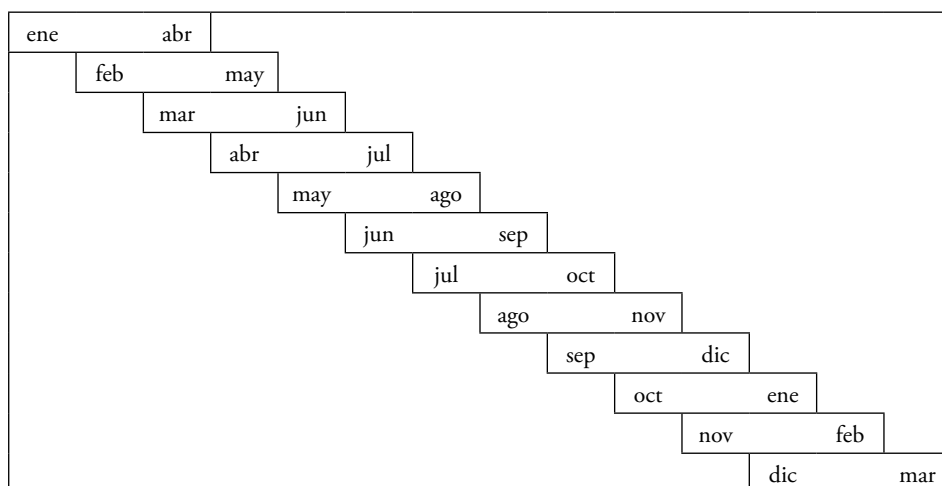 ene abr
feb may
mar jun
abr jul
may ago
jun sep
jul oct
ago nov
sep dic
oct ene
nov feb
dic mar